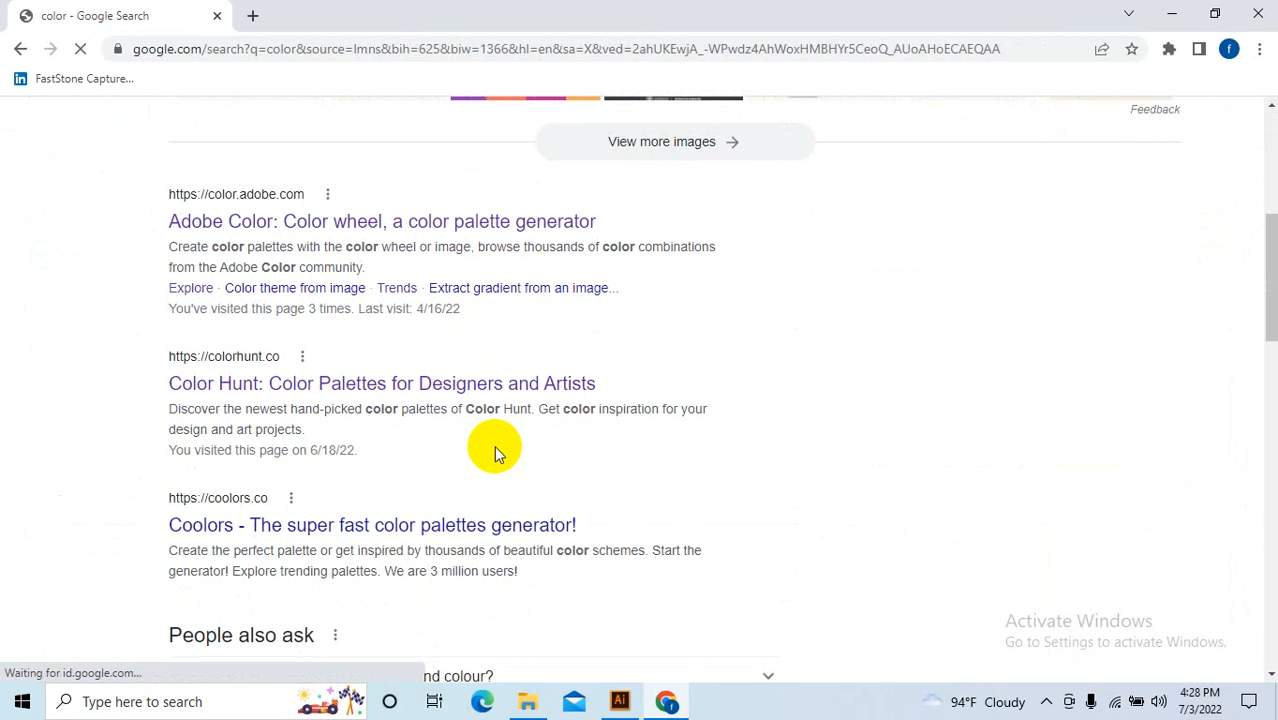 color - Google Search
google.com/search?q=color&source=lmns&bih=625&biw=1366&hl=en&sa=X&ved=2ahUKEwjA_-WPwdz4AhWoxHMBHYr5CeoQ_AUoAHoECAEQAA
f
in FastStone Capture...
Feedback
View more images
https://color.adobe.com
Adobe Color: Color wheel, a color palette generator
Create color palettes with the color wheel or image, browse thousands of color combinations
from the Adobe Color community.
Explore · Color theme from image · Trends · Extract gradient from an image...
You've visited this page 3 times. Last visit: 4/16/22
https://colorhunt.co
Color Hunt: Color Palettes for Designers and Artists
Discover the newest hand-picked color palettes of Color Hunt. Get color inspiration for your
design and art projects.
You visited this page on 6/18/22.
https://coolors.co
Coolors - The super fast color palettes generator!
Create the perfect palette or get inspired by thousands of beautiful color schemes. Start the
generator! Explore trending palettes. We are 3 million users!
Activate Windows
Go to Settings to activate Windows.
People also ask
Waiting for id.google.com...
nd colour?
Type here to search
Ai
f
94°F Cloudy
4:28 PM
7/3/2022